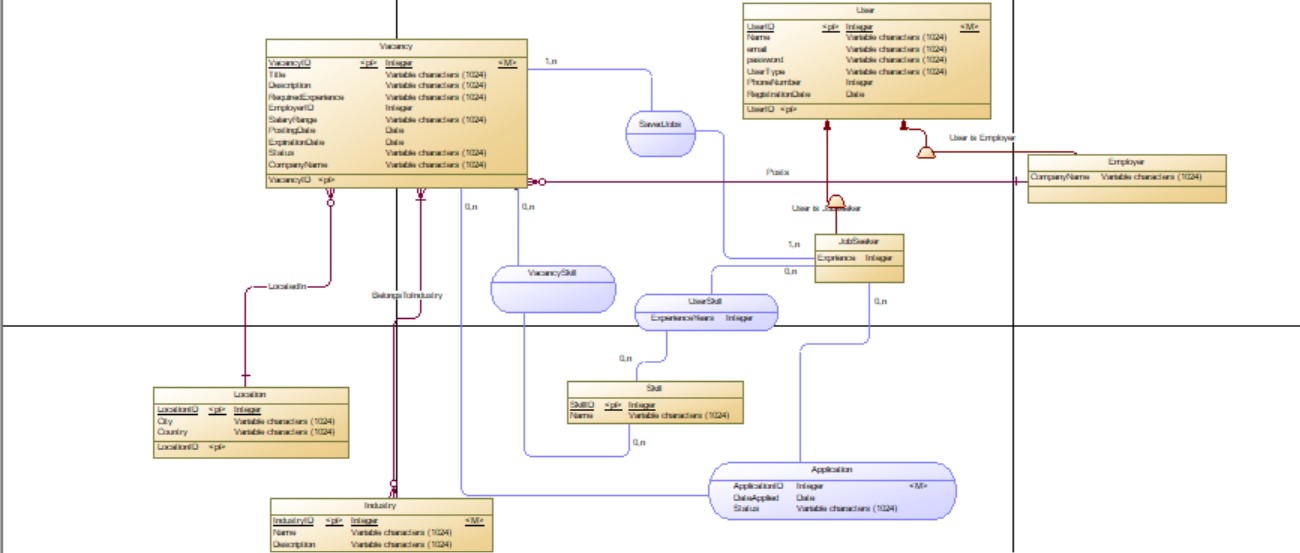 User
UserID <pi> Integer <M>
Name Variable characters (1024)
email Variable characters (1024)
password Variable characters (1024)
UserType Variable characters (1024)
PhoneNumber Integer
RegistrationDate Date
UserID <pi>
Vacancy
VacancyID <pi> Integer <M>
Title Variable characters (1024)
Description Variable characters (1024)
RequiredExperience Variable characters (1024)
EmployerID Integer
SalaryRange Variable characters (1024)
PostingDate Date
ExpirationDate Date
Status Variable characters (1024)
CompanyName Variable characters (1024)
VacancyID <pi>
1,n
SavedJobs
User is Employer
Employer
CompanyName Variable characters (1024)
Posts
0,n
0,n
User is JobSeeker
JobSeeker
Exprience Integer
1,n
0,n
0,n
VacancySkill
LocatedIn
BelongsToIndustry
UserSkill
ExperienceYears Integer
0,n
Skill
SkillID <pi> Integer
Name Variable characters (1024)
0,n
Location
LocationID <pi> Integer
City Variable characters (1024)
Country Variable characters (1024)
LocationID <pi>
Application
ApplicationID Integer <M>
DateApplied Date
Status Variable characters (1024)
Industry
IndustryID <pi> Integer <M>
Name Variable characters (1024)
Description Variable characters (1024)